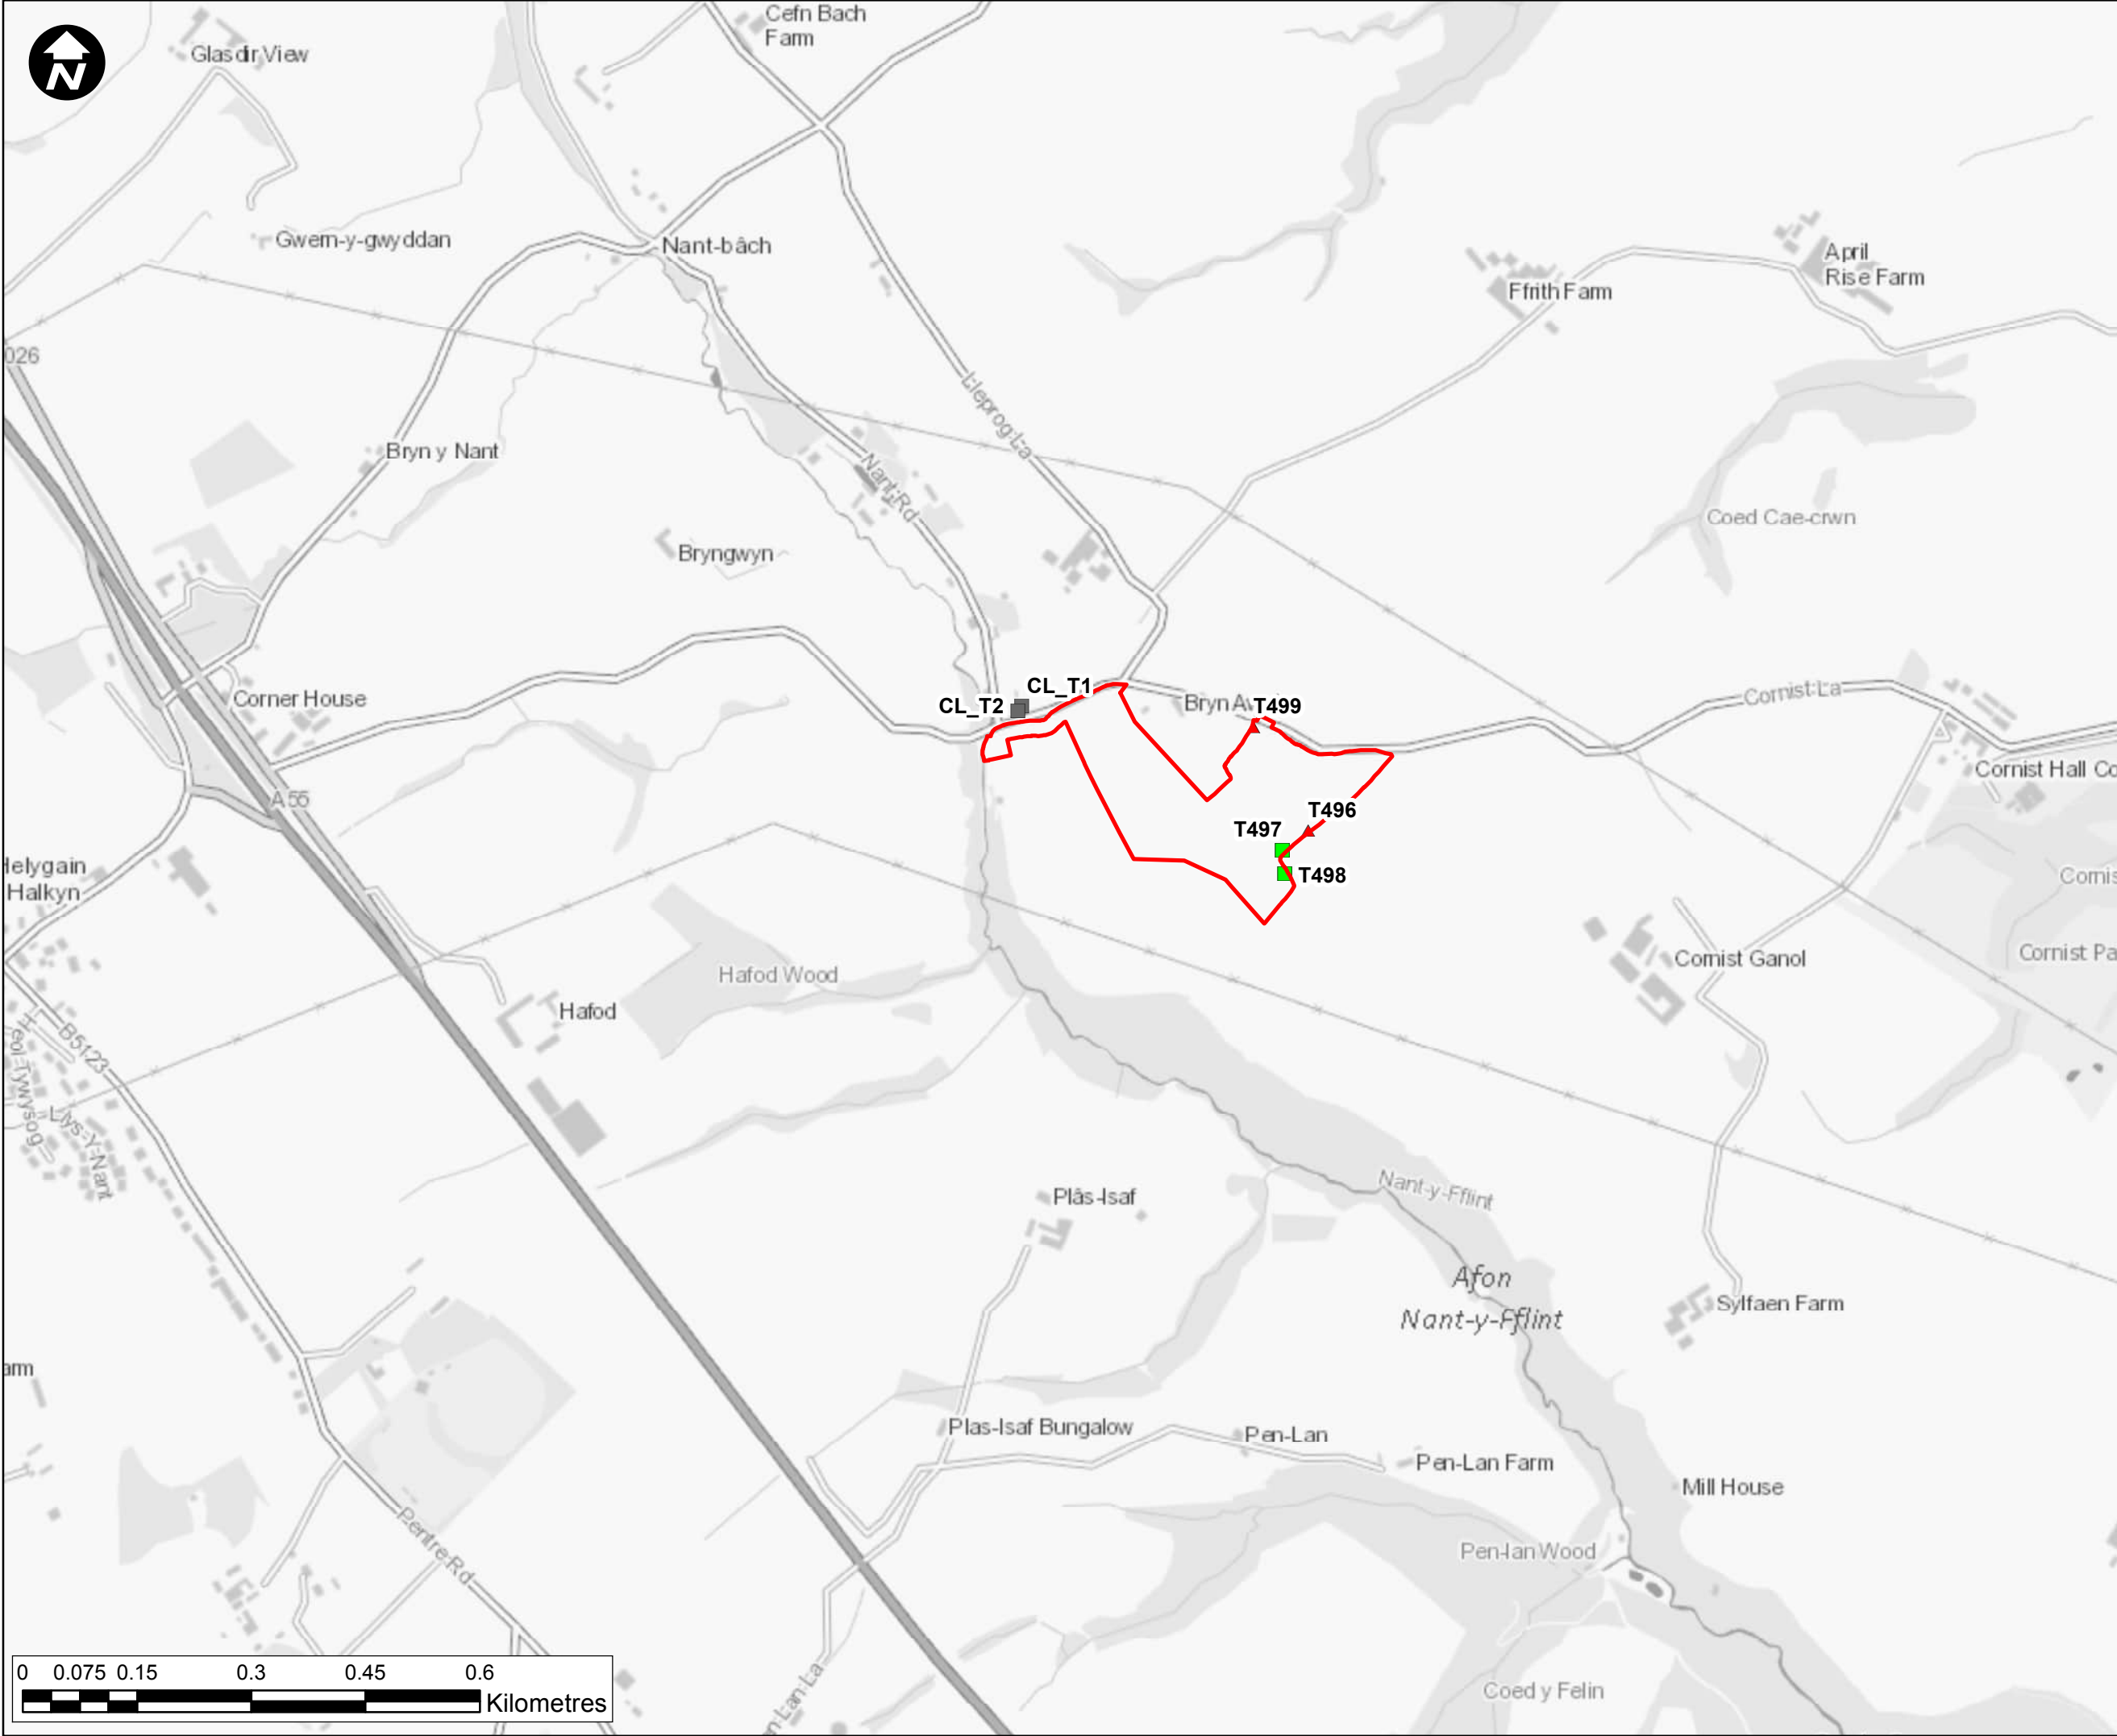 N
Glasdir View
Cefn Bach
Farm
Gwern-y-gwyddan
Nant-bâch
April
Rise Farm
Ffrith Farm
026
Lleprog La
Bryn y Nant
Nant Rd
Coed Cae-crwn
Bryngwyn
Corner House
CL_T1
CL_T2
T499
Cornist La
Cornist Hall Co
A55
T496
T497
T498
Helygain
Halkyn
Cornis
Cornist Pa
Cornist Ganol
Hafod Wood
Hafod
B5123
Heol-Tywysog
Llys-Y-Nant
Plâs-Isaf
Nant-y-Fflint
Afon
Nant-y-Fflint
Sylfaen Farm
arm
Plas-Isaf Bungalow
Pen-Lan
Pen-Lan Farm
Mill House
Pentre Rd
Pen-lan Wood
n-Lan-La
Coed y Felin
0 0.075 0.15 0.3 0.45 0.6
Kilometres